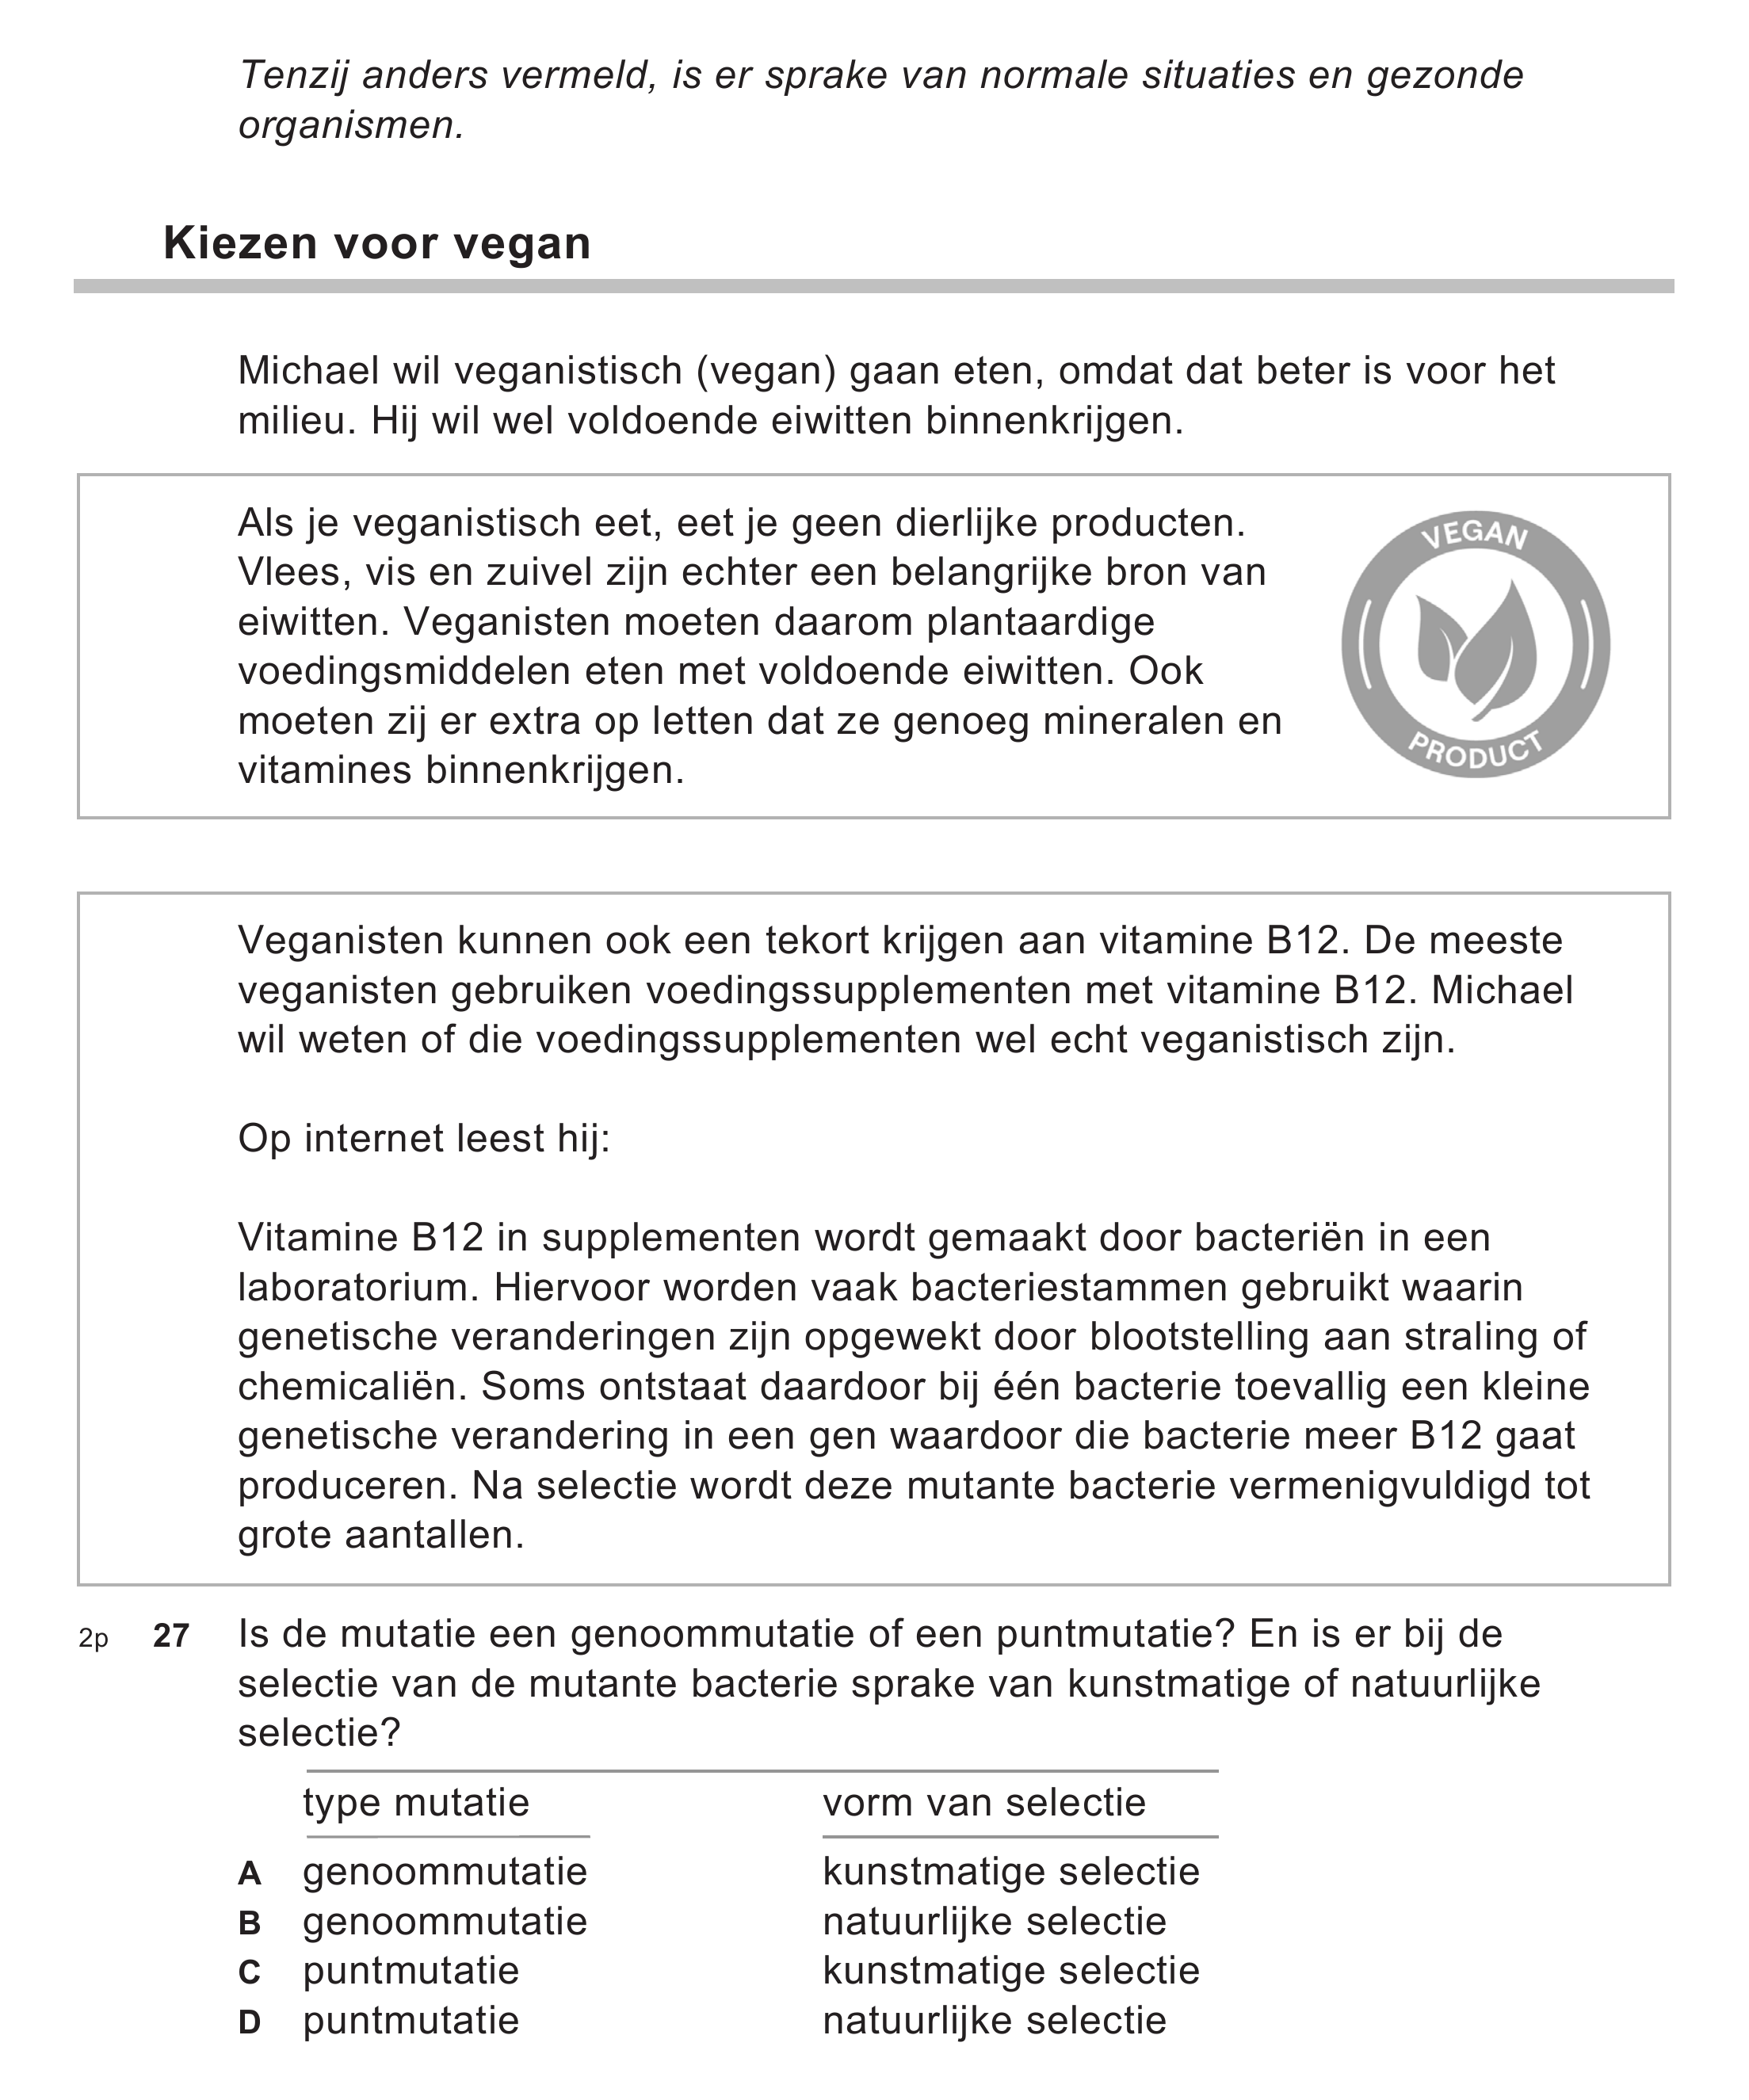 Tenzij anders vermeld, is er sprake van normale situaties en gezonde
organismen.
Kiezen voor vegan
Michael wil veganistisch (vegan) gaan eten, omdat dat beter is voor het
milieu. Hij wil wel voldoende eiwitten binnenkrijgen.
Als je veganistisch eet, eet je geen dierlijke producten.
Vlees, vis en zuivel zijn echter een belangrijke bron van
eiwitten. Veganisten moeten daarom plantaardige
voedingsmiddelen eten met voldoende eiwitten. Ook
moeten zij er extra op letten dat ze genoeg mineralen en
vitamines binnenkrijgen.
VEGAN
PRODUCT
Veganisten kunnen ook een tekort krijgen aan vitamine B12. De meeste
veganisten gebruiken voedingssupplementen met vitamine B12. Michael
wil weten of die voedingssupplementen wel echt veganistisch zijn.
Op internet leest hij:
Vitamine B12 in supplementen wordt gemaakt door bacteriën in een
laboratorium. Hiervoor worden vaak bacteriestammen gebruikt waarin
genetische veranderingen zijn opgewekt door blootstelling aan straling of
chemicaliën. Soms ontstaat daardoor bij één bacterie toevallig een kleine
genetische verandering in een gen waardoor die bacterie meer B12 gaat
produceren. Na selectie wordt deze mutante bacterie vermenigvuldigd tot
grote aantallen.
2p 27 Is de mutatie een genoommutatie of een puntmutatie? En is er bij de
selectie van de mutante bacterie sprake van kunstmatige of natuurlijke
selectie?
type mutatie vorm van selectie
A genoommutatie kunstmatige selectie
B genoommutatie natuurlijke selectie
C puntmutatie kunstmatige selectie
D puntmutatie natuurlijke selectie